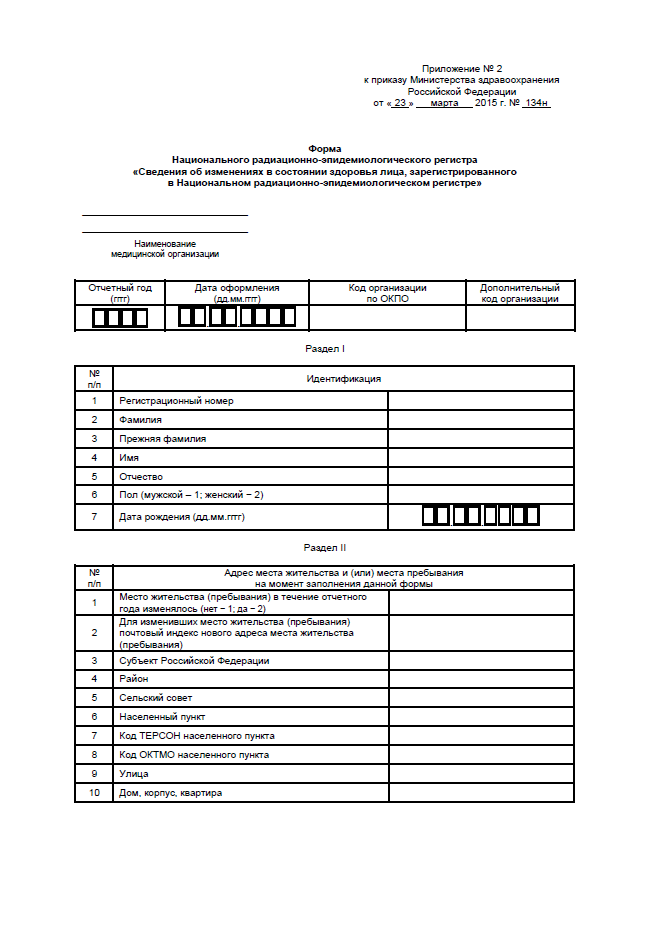 Приложение № 2
к приказу Министерства здравоохранения
Российской Федерации
от « 23 » марта 2015 г. № 134н
Форма
Национального радиационно-эпидемиологического регистра
«Сведения об изменениях в состоянии здоровья лица, зарегистрированного
в Национальном радиационно-эпидемиологическом регистре»
Наименование
медицинской организации
Отчетный год
(гггг)
Дата оформления
(дд.мм.гггг)
Код организации
по ОКПО
Дополнительный
код организации
Раздел I
№
п/п
Идентификация
1 Регистрационный номер
2 Фамилия
3 Прежняя фамилия
4 Имя
5 Отчество
6 Пол (мужской – 1; женский − 2)
7 Дата рождения (дд.мм.гггг)
Раздел II
№
п/п
Адрес места жительства и (или) места пребывания
на момент заполнения данной формы
1 Место жительства (пребывания) в течение отчетного
года изменялось (нет − 1; да − 2)
2 Для изменивших место жительства (пребывания)
почтовый индекс нового адреса места жительства
(пребывания)
3 Субъект Российской Федерации
4 Район
5 Сельский совет
6 Населенный пункт
7 Код ТЕРСОН населенного пункта
8 Код ОКТМО населенного пункта
9 Улица
10 Дом, корпус, квартира